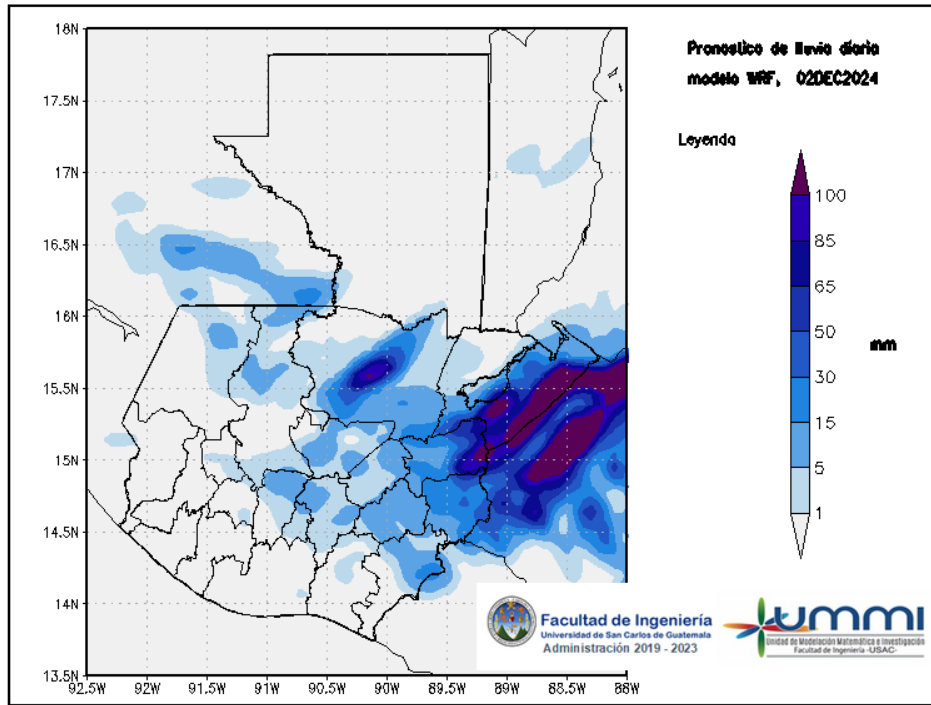 Pronostico de lluvia diaria
modelo WRF, 02DEC2024
Leyenda
100
85
65
50
30
15
5
1
mm
18N
17.5N
17N
16.5N
16N
15.5N
15N
14.5N
14N
13.5N
92.5W
92W
91.5W
91W
90.5W
90W
89.5W
89W
88.5W
88W
Facultad de Ingeniería
Universidad de San Carlos de Guatemala
Administración 2019 - 2023
ummi
Unidad de Modelación Matemática e Investigación
Facultad de Ingeniería -USAC-